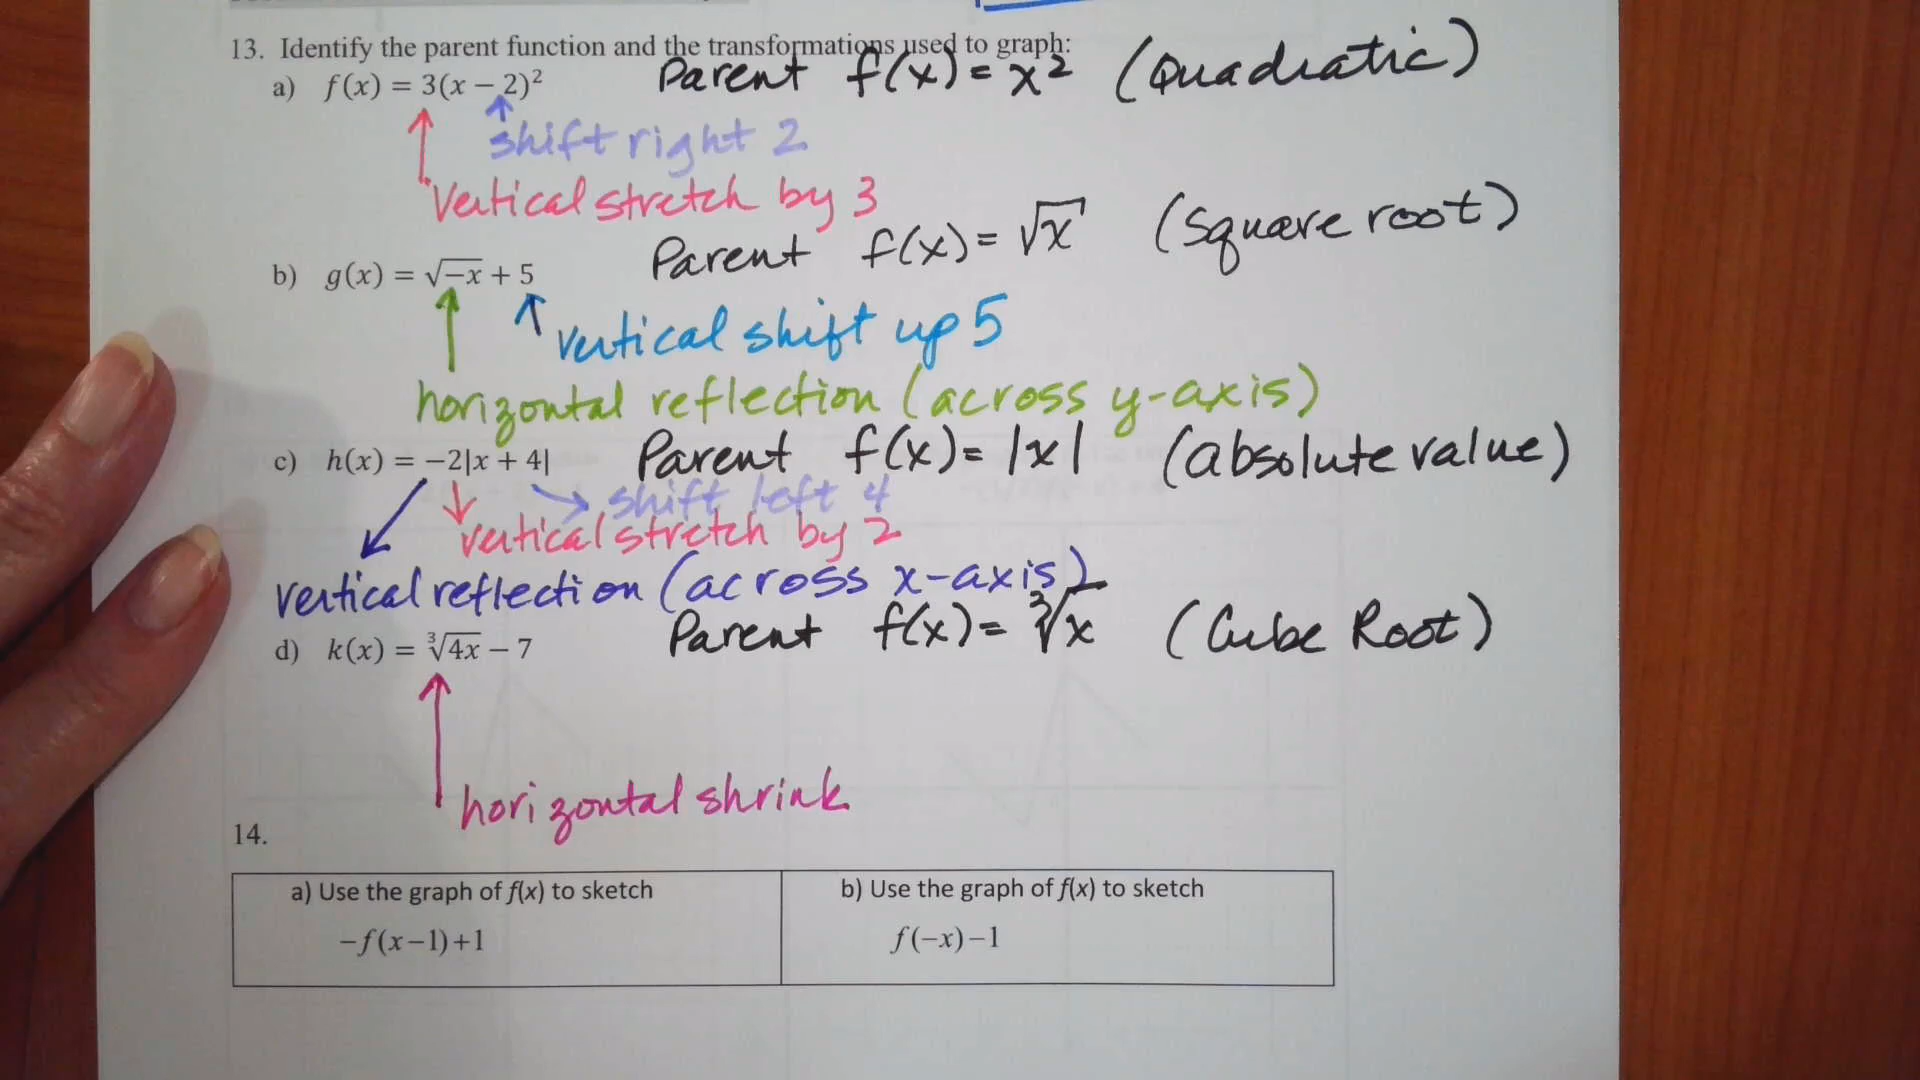 13. Identify the parent function and the transformations used to graph:
a) f(x) = 3(x – 2)² Parent f(x) = x² (Quadratic)
shift right 2
Vertical stretch by 3
b) g(x) = √−x + 5 Parent f(x) = √x (Square root)
vertical shift up 5
horizontal reflection (across y-axis)
c) h(x) = −2|x + 4| Parent f(x) = |x| (absolute value)
shift left 4
vertical stretch by 2
vertical reflection (across x-axis)
d) k(x) = ∛4x – 7 Parent f(x) = ∛x (Cube Root)
horizontal shrink
14.
a) Use the graph of f(x) to sketch
−f(x−1)+1
b) Use the graph of f(x) to sketch
f(−x)−1